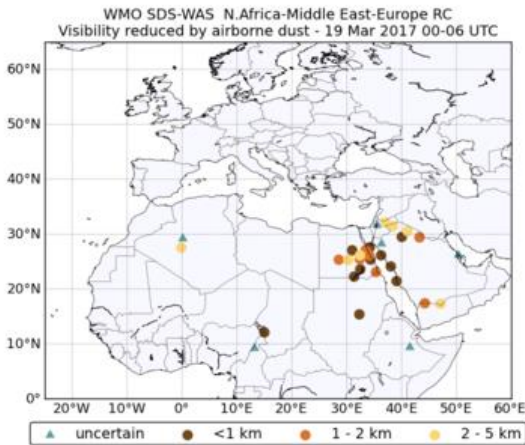 WMO SDS-WAS N.Africa-Middle East-Europe RC
Visibility reduced by airborne dust - 19 Mar 2017 00-06 UTC
60°N
50°N
40°N
30°N
20°N
10°N
0°
20°W 10°W 0° 10°E 20°E 30°E 40°E 50°E 60°E
uncertain <1 km 1 - 2 km 2 - 5 km